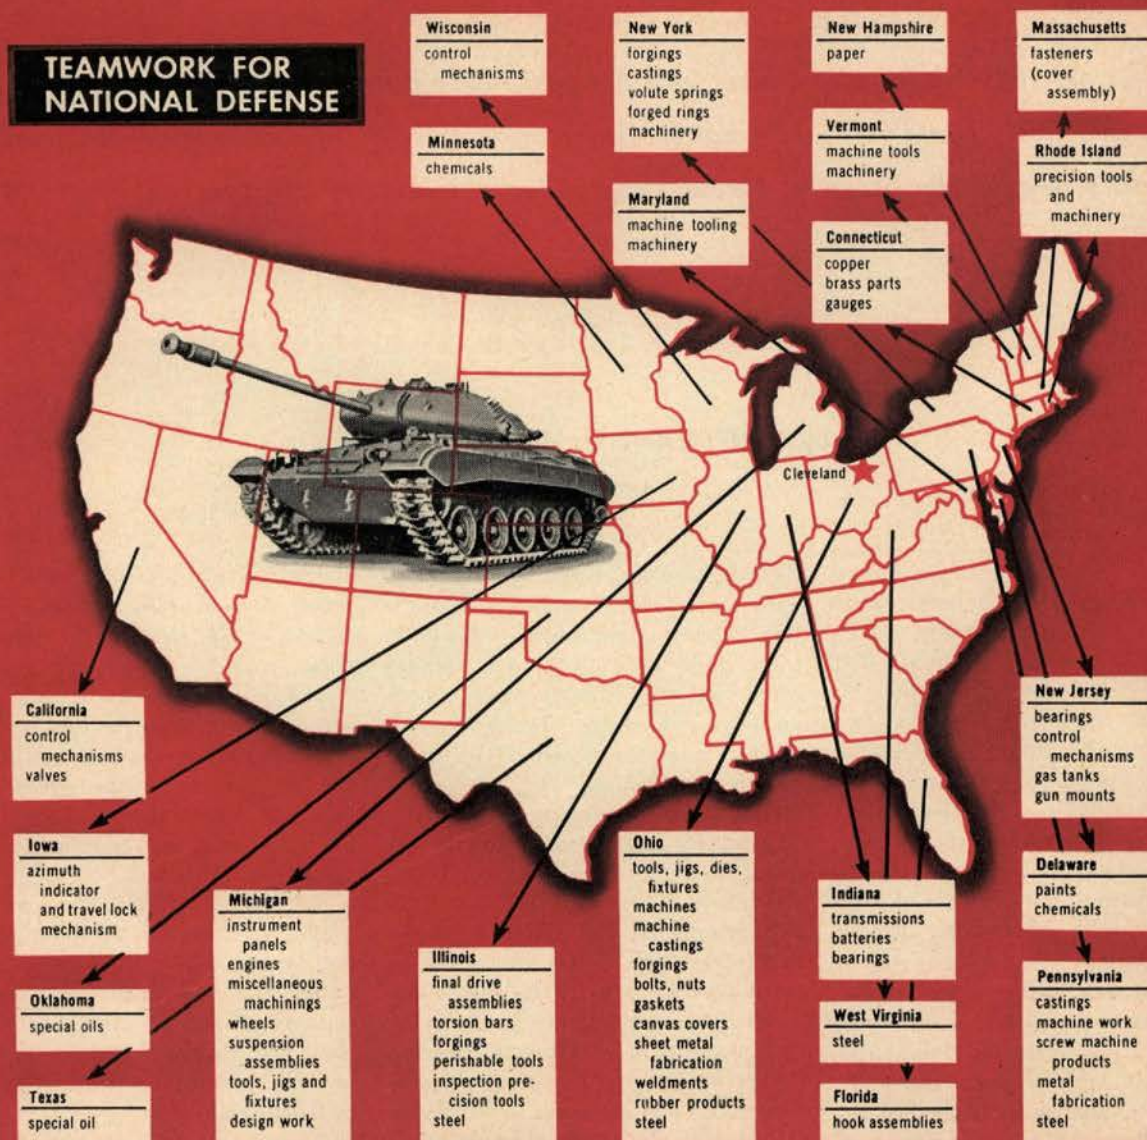 TEAMWORK FOR
NATIONAL DEFENSE
Wisconsin
control
mechanisms
Minnesota
chemicals
New York
forgings
castings
volute springs
forged rings
machinery
Maryland
machine tooling
machinery
New Hampshire
paper
Vermont
machine tools
machinery
Connecticut
copper
brass parts
gauges
Massachusetts
fasteners
(cover
assembly)
Rhode Island
precision tools
and
machinery
Cleveland
California
control
mechanisms
valves
Iowa
azimuth
indicator
and travel lock
mechanism
Oklahoma
special oils
Texas
special oil
Michigan
instrument
panels
engines
miscellaneous
machinings
wheels
suspension
assemblies
tools, jigs and
fixtures
design work
Illinois
final drive
assemblies
torsion bars
forgings
perishable tools
inspection pre-
cision tools
steel
Ohio
tools, jigs, dies,
fixtures
machines
machine
castings
forgings
bolts, nuts
gaskets
canvas covers
sheet metal
fabrication
weldments
rubber products
steel
Indiana
transmissions
batteries
bearings
West Virginia
steel
Florida
hook assemblies
New Jersey
bearings
control
mechanisms
gas tanks
gun mounts
Delaware
paints
chemicals
Pennsylvania
castings
machine work
screw machine
products
metal
fabrication
steel